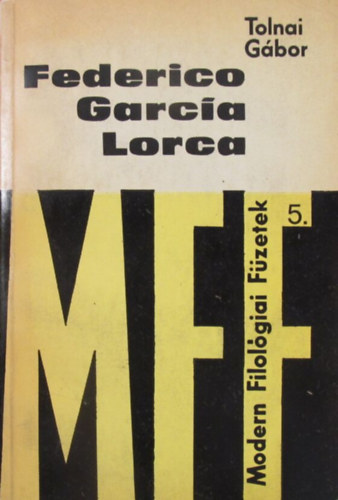 Tolnai
Gábor
Federico
García
Lorca
MFF
Modern Filológiai Füzetek
5.